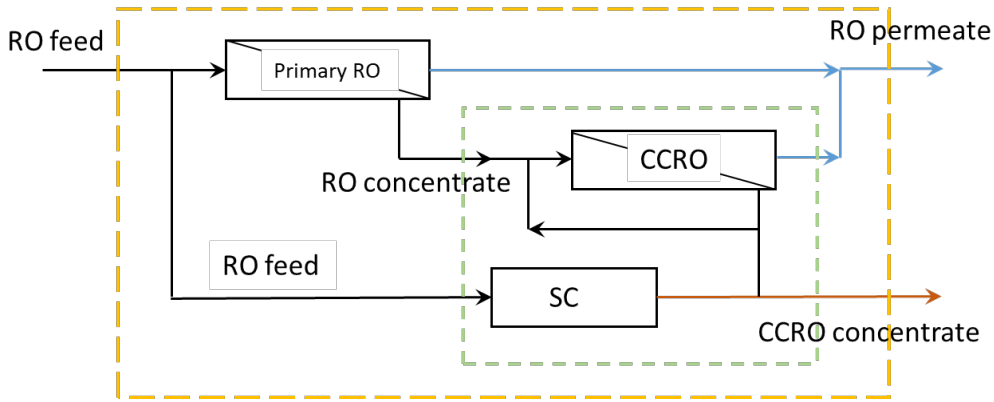 RO feed
RO permeate
Primary RO
CCRO
RO concentrate
RO feed
SC
CCRO concentrate